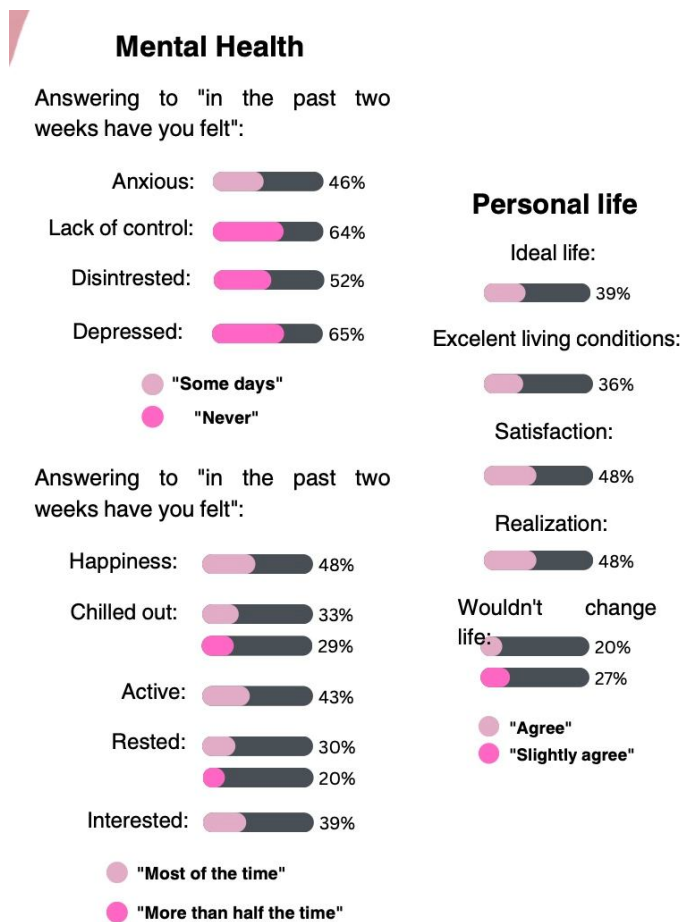 Mental Health
Answering to "in the past two
weeks have you felt":
Anxious: 46%
Lack of control: 64%
Disintrested: 52%
Depressed: 65%
"Some days"
"Never"
Answering to "in the past two
weeks have you felt":
Happiness: 48%
Chilled out: 33%
29%
Active: 43%
Rested: 30%
20%
Interested: 39%
"Most of the time"
"More than half the time"
Personal life
Ideal life:
39%
Excelent living conditions:
36%
Satisfaction:
48%
Realization:
48%
Wouldn't change
life: 20%
27%
"Agree"
"Slightly agree"